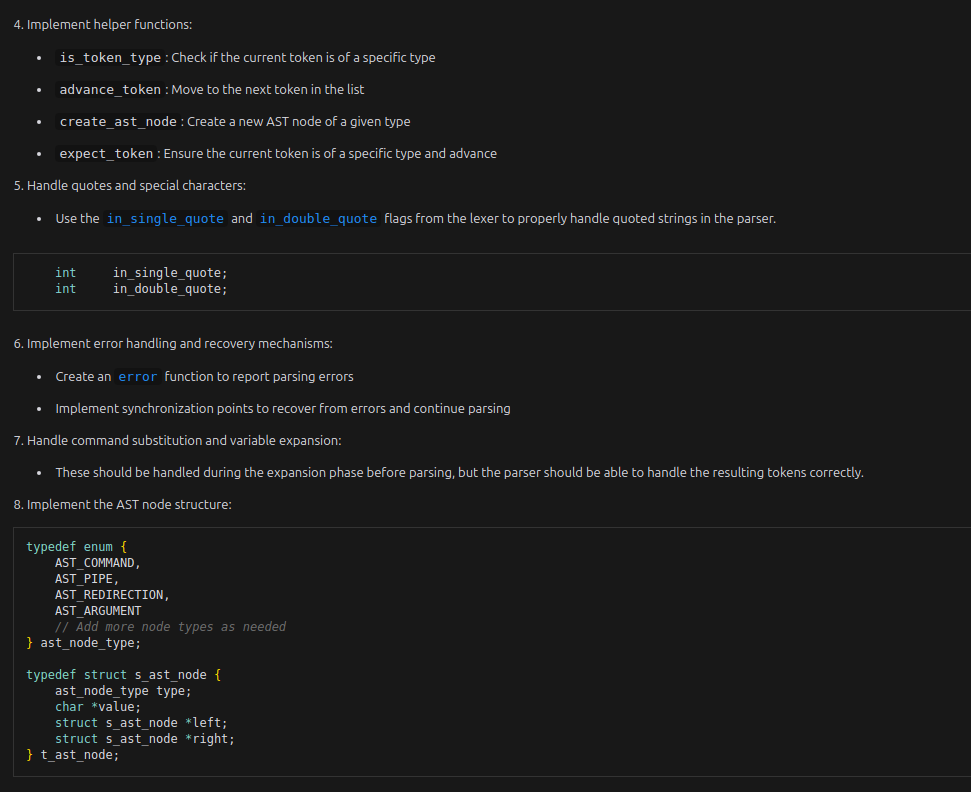 4. Implement helper functions:
• is_token_type : Check if the current token is of a specific type
• advance_token : Move to the next token in the list
• create_ast_node : Create a new AST node of a given type
• expect_token : Ensure the current token is of a specific type and advance
5. Handle quotes and special characters:
• Use the in_single_quote and in_double_quote flags from the lexer to properly handle quoted strings in the parser.
int     in_single_quote;
int     in_double_quote;
6. Implement error handling and recovery mechanisms:
• Create an error function to report parsing errors
• Implement synchronization points to recover from errors and continue parsing
7. Handle command substitution and variable expansion:
• These should be handled during the expansion phase before parsing, but the parser should be able to handle the resulting tokens correctly.
8. Implement the AST node structure:
typedef enum {
    AST_COMMAND,
    AST_PIPE,
    AST_REDIRECTION,
    AST_ARGUMENT
    // Add more node types as needed
} ast_node_type;
typedef struct s_ast_node {
    ast_node_type type;
    char *value;
    struct s_ast_node *left;
    struct s_ast_node *right;
} t_ast_node;